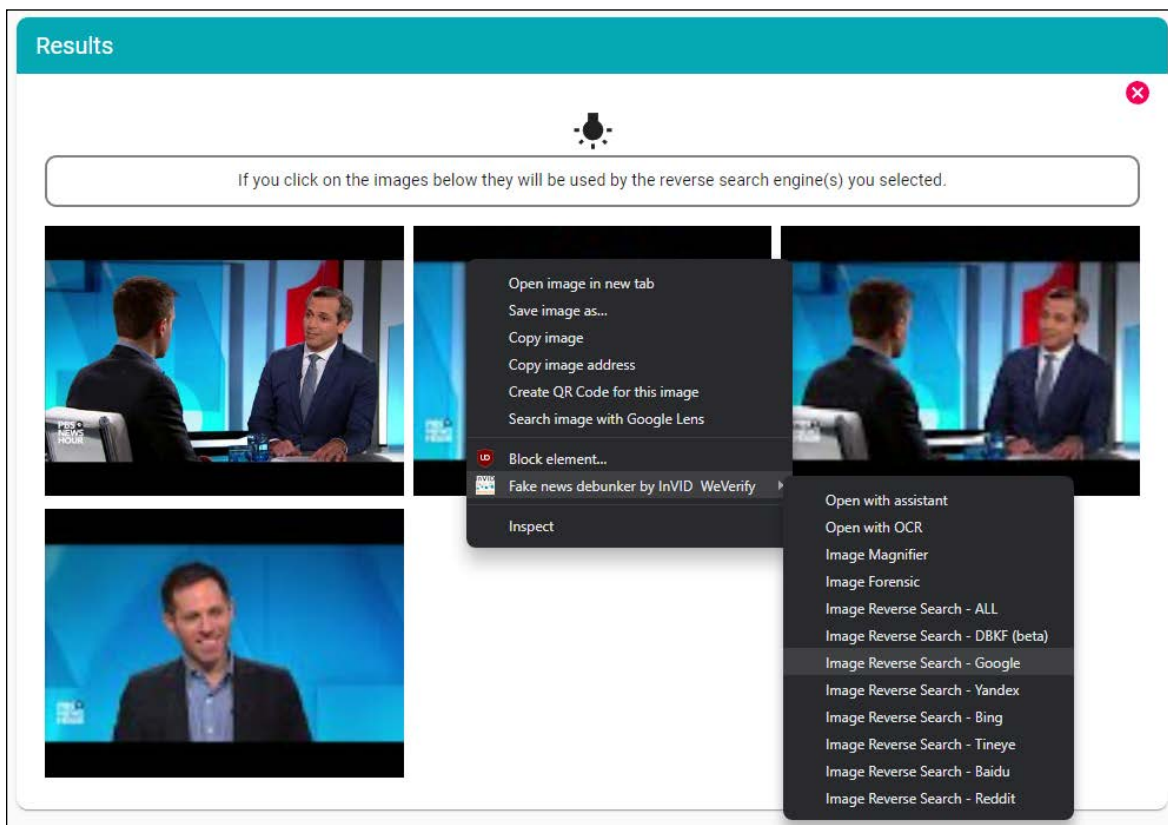 Results
If you click on the images below they will be used by the reverse search engine(s) you selected.
PBS
NEWS
HOUR
Open image in new tab
Save image as...
Copy image
Copy image address
Create QR Code for this image
Search image with Google Lens
Block element...
Fake news debunker by InVID WeVerify
Inspect
Open with assistant
Open with OCR
Image Magnifier
Image Forensic
Image Reverse Search - ALL
Image Reverse Search - DBKF (beta)
Image Reverse Search - Google
Image Reverse Search - Yandex
Image Reverse Search - Bing
Image Reverse Search - Tineye
Image Reverse Search - Baidu
Image Reverse Search - Reddit